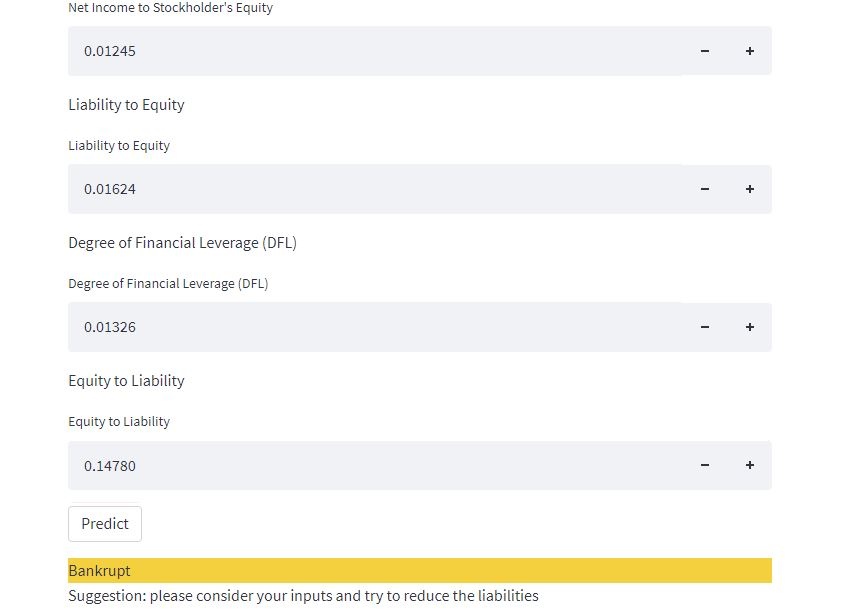 Net Income to Stockholder's Equity
0.01245
Liability to Equity
Liability to Equity
0.01624
Degree of Financial Leverage (DFL)
Degree of Financial Leverage (DFL)
0.01326
Equity to Liability
Equity to Liability
0.14780
Predict
Bankrupt
Suggestion: please consider your inputs and try to reduce the liabilities